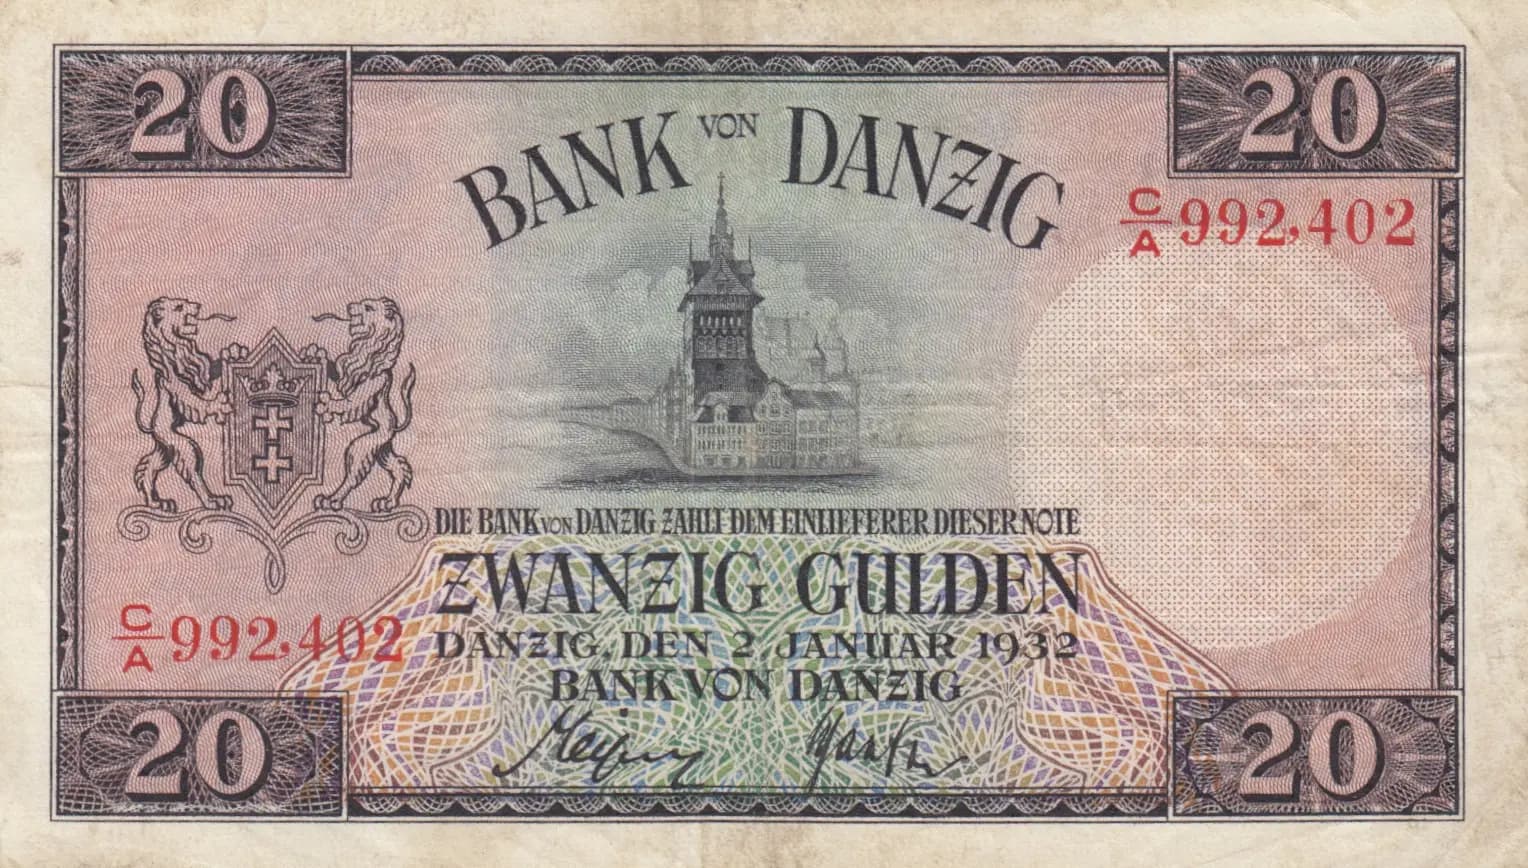 20 20
BANK VON DANZIG
C/A 992,402
DIE BANK VON DANZIG ZAHLT DEM EINLIEFERER DIESER NOTE
ZWANZIG GULDEN
C/A 992,402
DANZIG, DEN 2 JANUAR 1932
BANK VON DANZIG
20 20